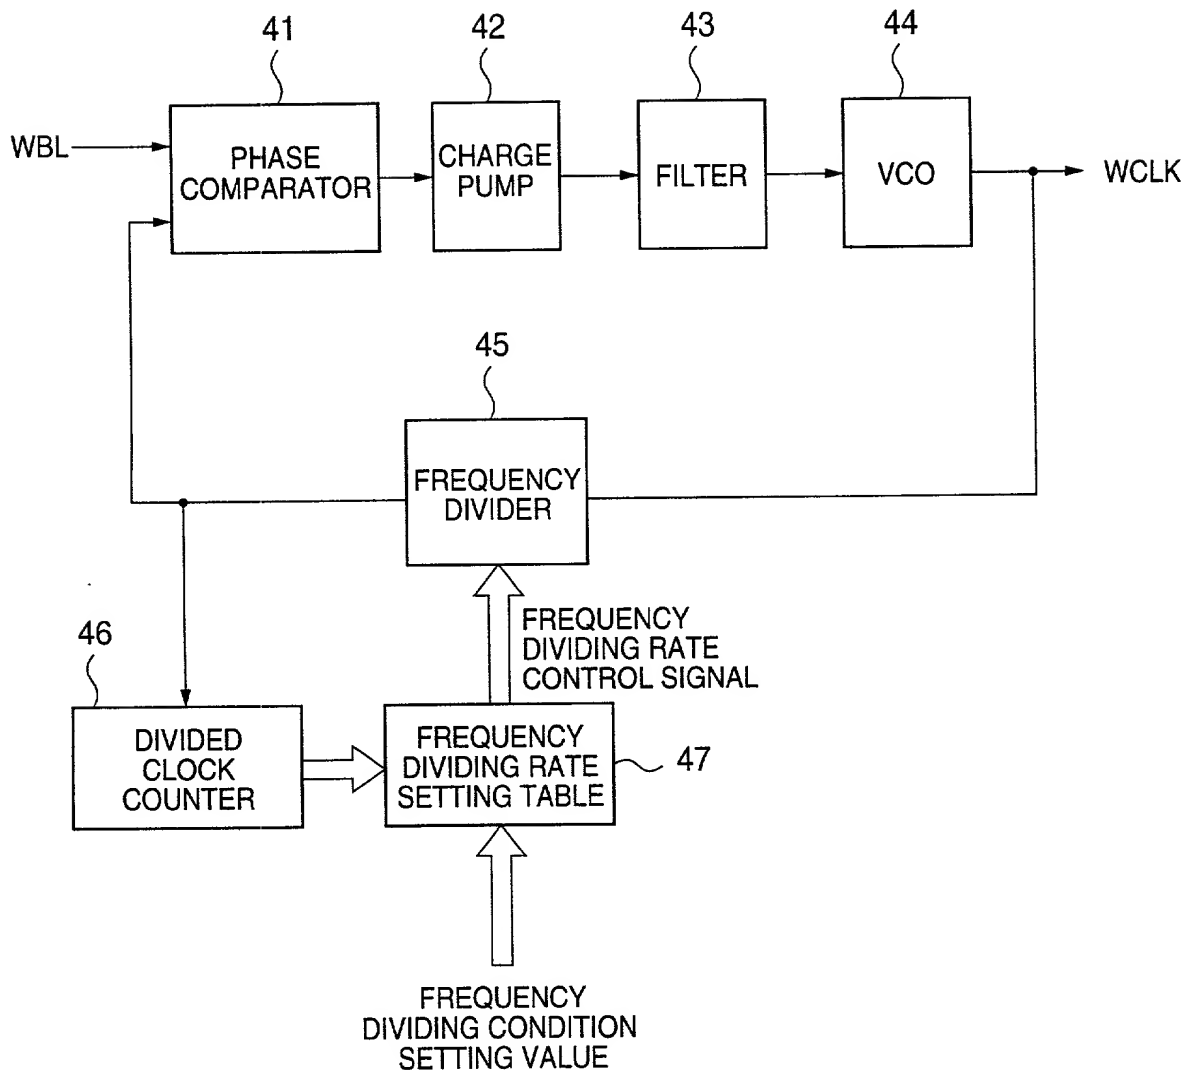 41
42
43
44
WBL
PHASE
COMPARATOR
CHARGE
PUMP
FILTER
VCO
WCLK
45
FREQUENCY
DIVIDER
FREQUENCY
DIVIDING RATE
CONTROL SIGNAL
46
DIVIDED
CLOCK
COUNTER
FREQUENCY
DIVIDING RATE
SETTING TABLE
47
FREQUENCY
DIVIDING CONDITION
SETTING VALUE